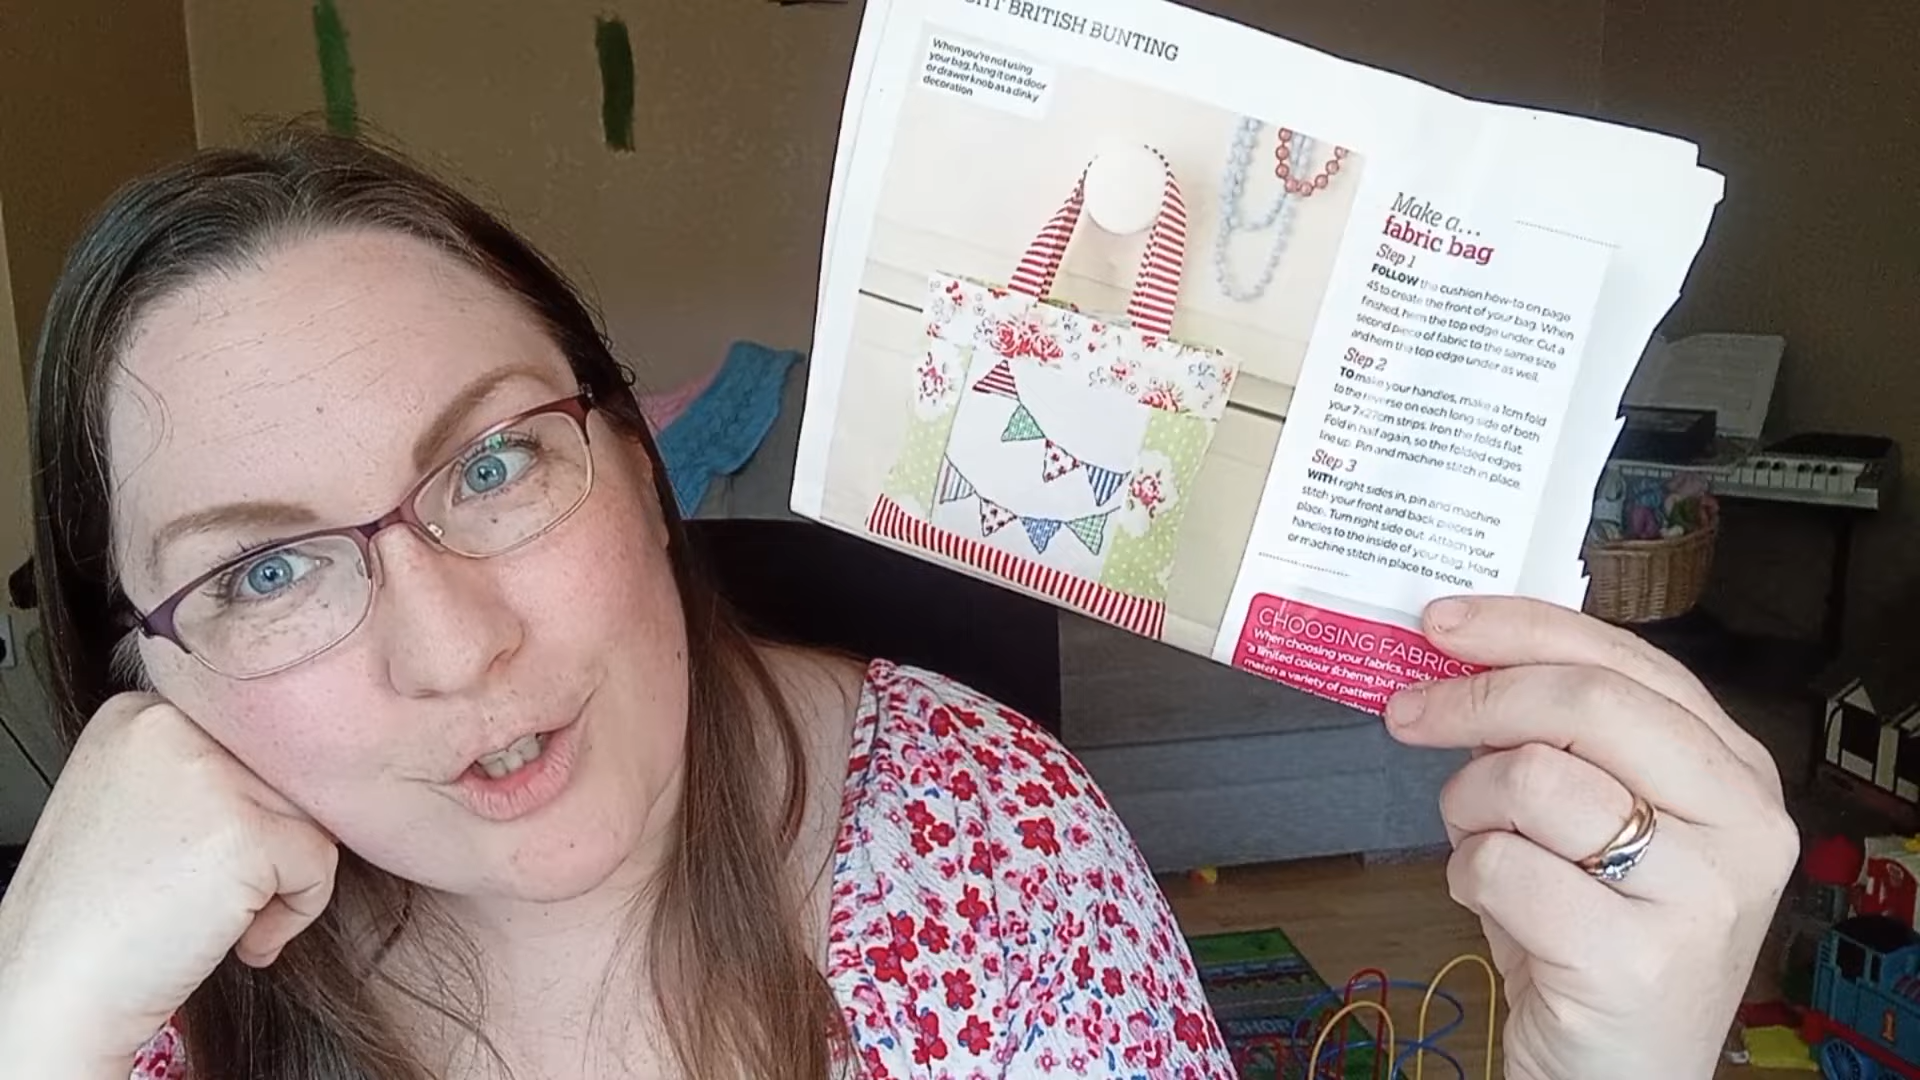 BRITISH BUNTING
When you're not using
your bag, hang it on a door
or drawer knob as a dinky
decoration
Make a...
fabric bag
Step 1
FOLLOW the cushion how-to on page
45 to create the front of your bag. When
finished, hem the top edge under. Cut a
second piece of fabric to the same size
and hem the top edge under as well.
Step 2
TO make your handles, make a 1cm fold
to the reverse on each long side of both
your 7x27cm strips. Iron the folds flat.
Fold in half again, so the folded edges
line up. Pin and machine stitch in place.
Step 3
WITH right sides in, pin and machine
stitch your front and back pieces in
place. Turn right side out. Attach your
handles to the inside of your bag. Hand
or machine stitch in place to secure.
CHOOSING FABRICS
When choosing your fabrics, stick
a limited colour scheme but
match a variety of patterns
colours
SHOP
1